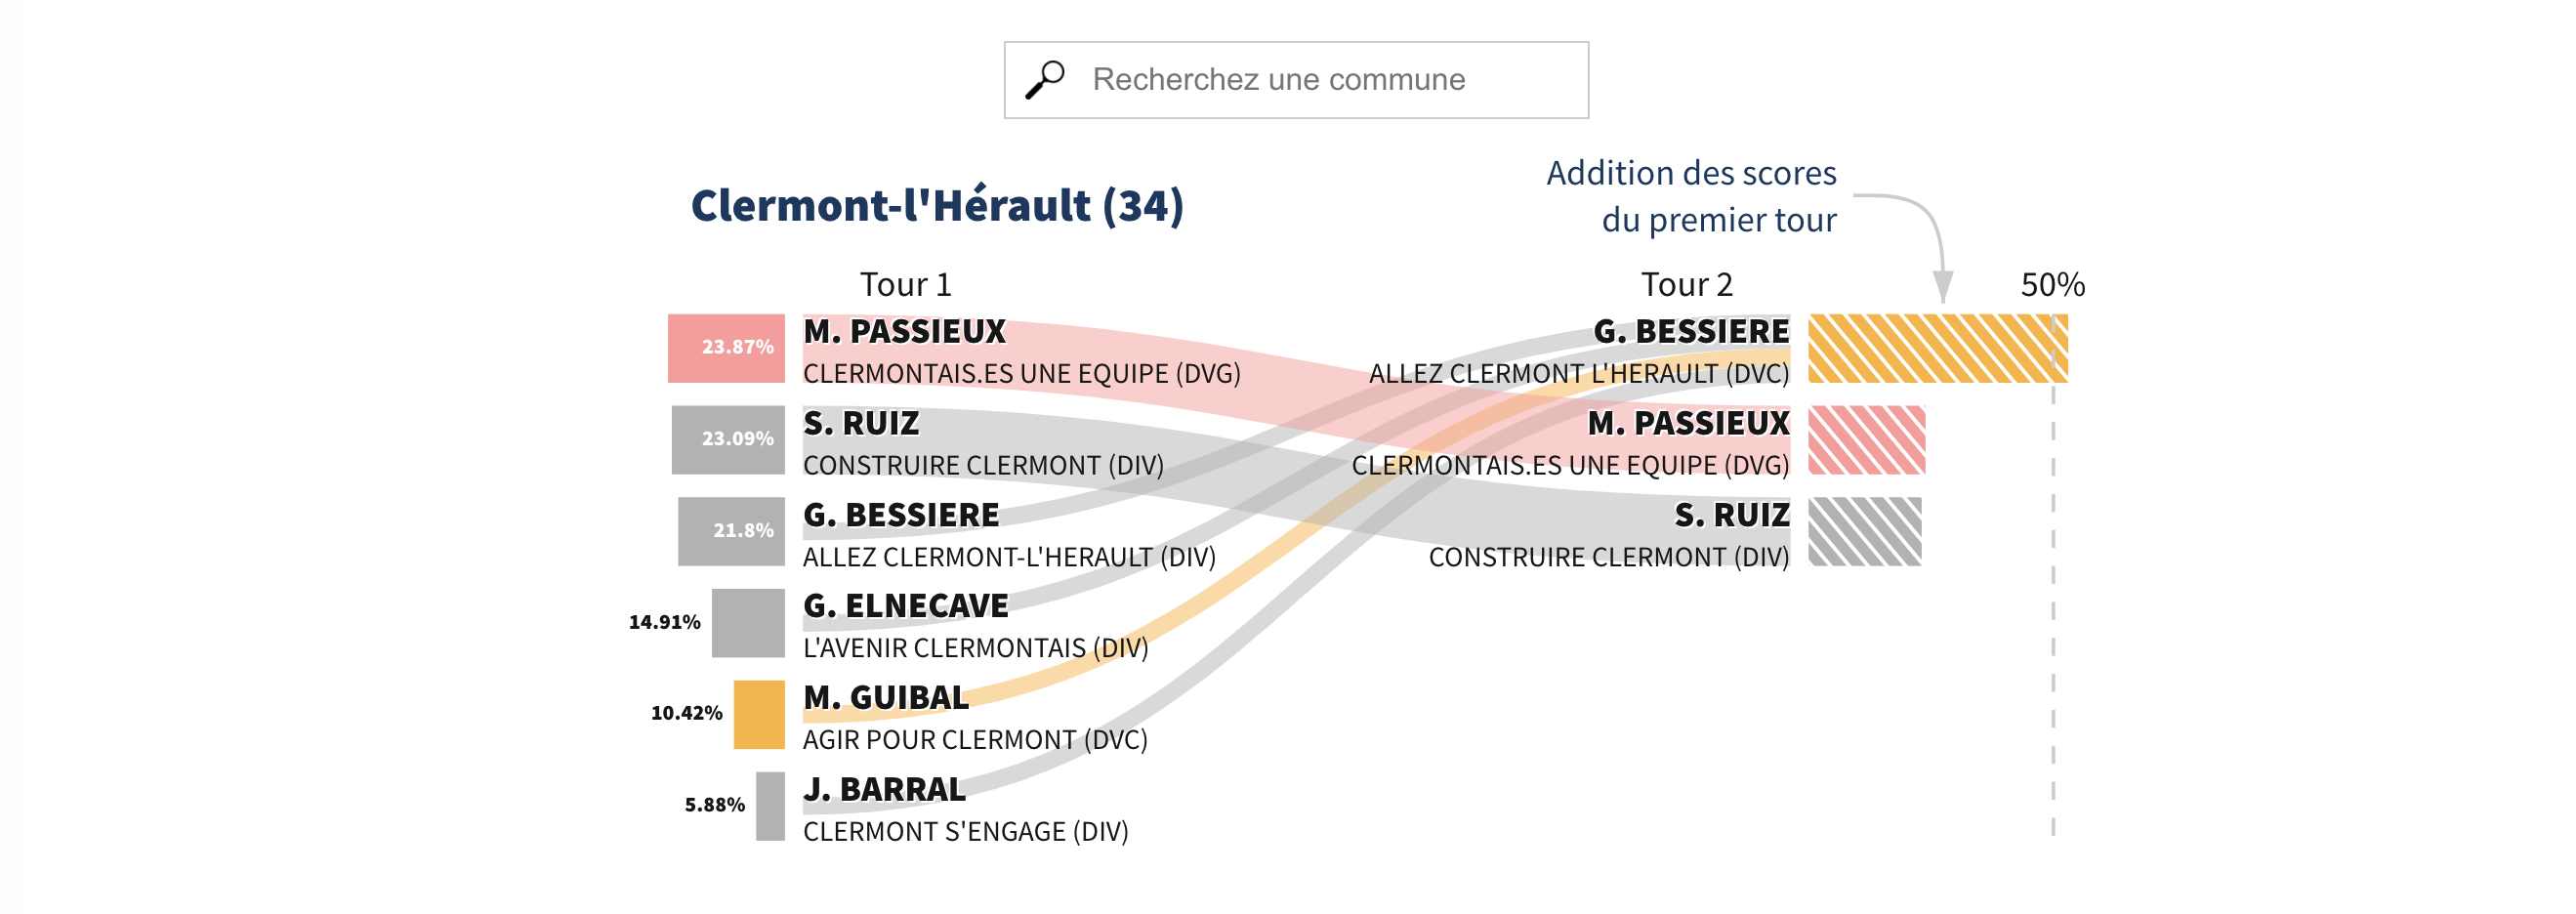 Recherchez une commune
Clermont-l'Hérault (34)
Addition des scores
du premier tour
Tour 1
Tour 2
50%
23.87%
M. PASSIEUX
CLERMONTAIS.ES UNE EQUIPE (DVG)
23.09%
S. RUIZ
CONSTRUIRE CLERMONT (DIV)
21.8%
G. BESSIERE
ALLEZ CLERMONT-L'HERAULT (DIV)
14.91%
G. ELNECAVE
L'AVENIR CLERMONTAIS (DIV)
10.42%
M. GUIBAL
AGIR POUR CLERMONT (DVC)
5.88%
J. BARRAL
CLERMONT S'ENGAGE (DIV)
G. BESSIERE
ALLEZ CLERMONT L'HERAULT (DVC)
M. PASSIEUX
CLERMONTAIS.ES UNE EQUIPE (DVG)
S. RUIZ
CONSTRUIRE CLERMONT (DIV)